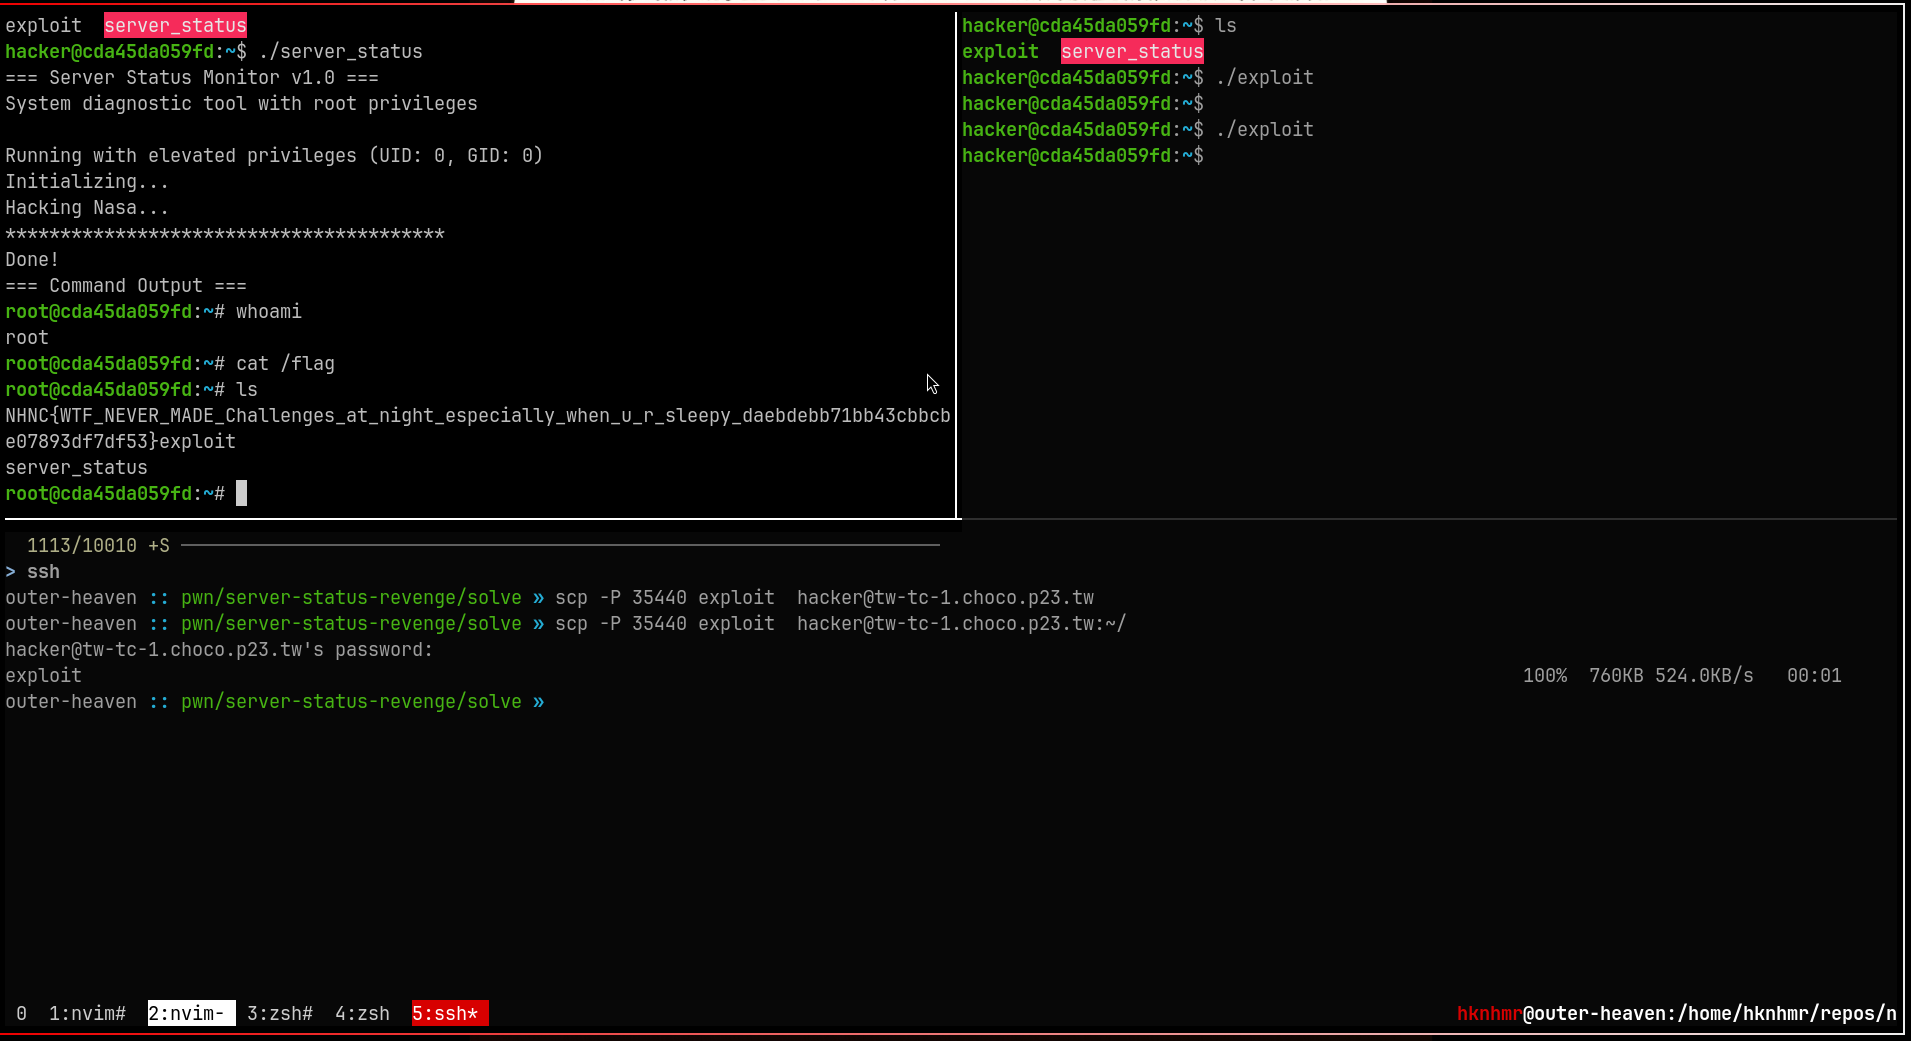 exploit  server_status
hacker@cda45da059fd:~$ ./server_status
=== Server Status Monitor v1.0 ===
System diagnostic tool with root privileges
Running with elevated privileges (UID: 0, GID: 0)
Initializing...
Hacking Nasa...
****************************************
Done!
=== Command Output ===
root@cda45da059fd:~# whoami
root
root@cda45da059fd:~# cat /flag
root@cda45da059fd:~# ls
NHNC{WTF_NEVER_MADE_Challenges_at_night_especially_when_u_r_sleepy_daebdebb71bb43cbbcb
e07893df7df53}exploit
server_status
root@cda45da059fd:~#
hacker@cda45da059fd:~$ ls
exploit  server_status
hacker@cda45da059fd:~$ ./exploit
hacker@cda45da059fd:~$
hacker@cda45da059fd:~$ ./exploit
hacker@cda45da059fd:~$
1113/10010 +S
> ssh
outer-heaven :: pwn/server-status-revenge/solve » scp -P 35440 exploit  hacker@tw-tc-1.choco.p23.tw
outer-heaven :: pwn/server-status-revenge/solve » scp -P 35440 exploit  hacker@tw-tc-1.choco.p23.tw:~/
hacker@tw-tc-1.choco.p23.tw's password:
exploit 100%  760KB 524.0KB/s   00:01
outer-heaven :: pwn/server-status-revenge/solve »
0  1:nvim#  2:nvim-  3:zsh#  4:zsh  5:ssh* hknhmr@outer-heaven:/home/hknhmr/repos/n